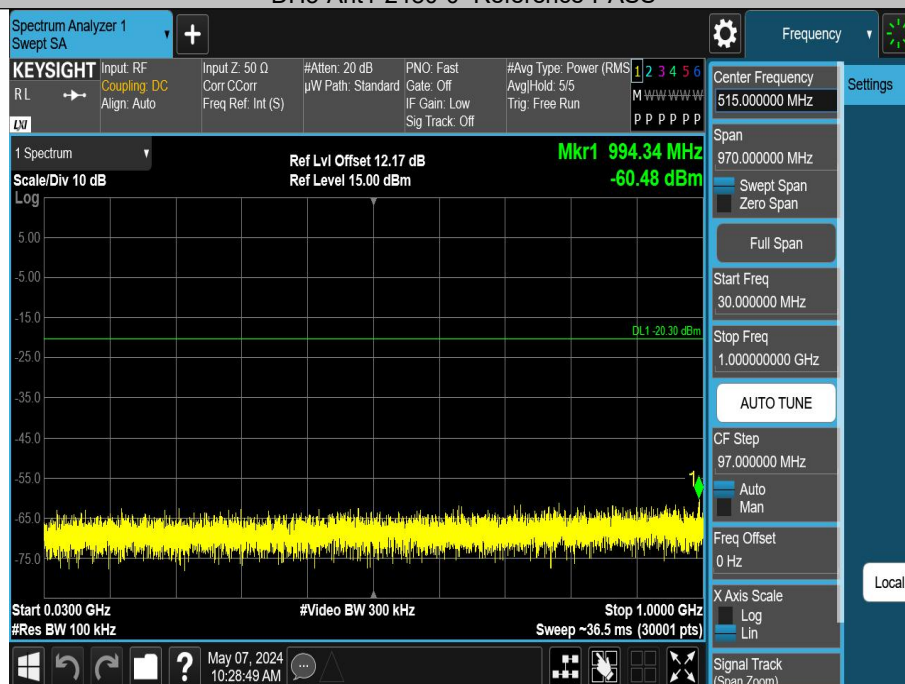 Spectrum Analyzer 1
Swept SA
Frequency
KEYSIGHT
RL
LXI
Input: RF
Coupling: DC
Align: Auto
Input Z: 50 Ω
Corr CCorr
Freq Ref: Int (S)
#Atten: 20 dB
µW Path: Standard
PNO: Fast
Gate: Off
IF Gain: Low
Sig Track: Off
#Avg Type: Power (RMS
Avg|Hold: 5/5
Trig: Free Run
1 2 3 4 5 6
M W W W W W
P P P P P P
1 Spectrum
Scale/Div 10 dB
Ref Lvl Offset 12.17 dB
Ref Level 15.00 dBm
Mkr1 994.34 MHz
-60.48 dBm
Log
5.00
-5.00
-15.0
DL1 -20.30 dBm
-25.0
-35.0
-45.0
-55.0
1
-65.0
-75.0
Start 0.0300 GHz
#Video BW 300 kHz
Stop 1.0000 GHz
#Res BW 100 kHz
Sweep ~36.5 ms (30001 pts)
?
May 07, 2024
10:28:49 AM
Center Frequency
515.000000 MHz
Settings
Span
970.000000 MHz
Swept Span
Zero Span
Full Span
Start Freq
30.000000 MHz
Stop Freq
1.000000000 GHz
AUTO TUNE
CF Step
97.000000 MHz
Auto
Man
Freq Offset
0 Hz
Local
X Axis Scale
Log
Lin
Signal Track
(Span Zoom)